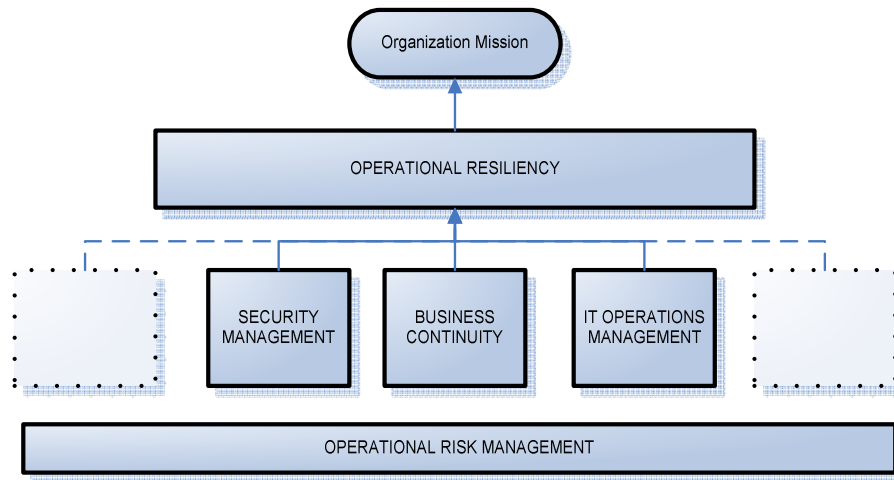 Organization Mission
OPERATIONAL RESILIENCY
SECURITY
MANAGEMENT
BUSINESS
CONTINUITY
IT OPERATIONS
MANAGEMENT
OPERATIONAL RISK MANAGEMENT